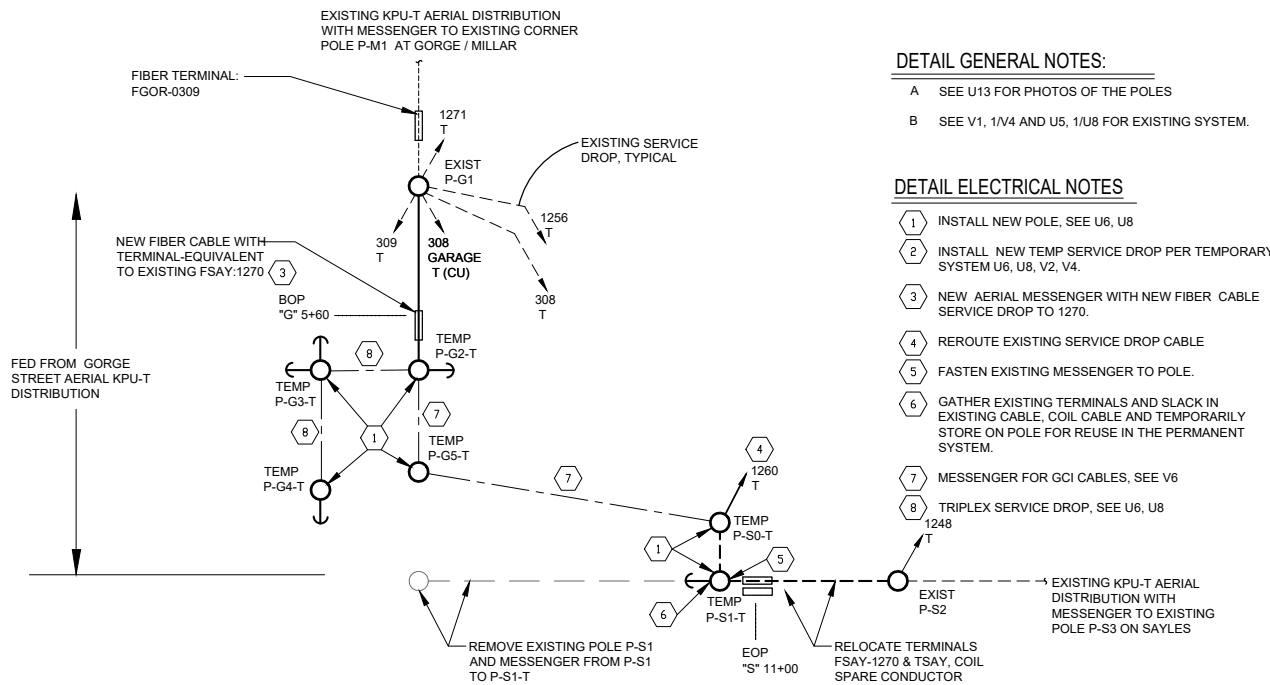 EXISTING KPU-T AERIAL DISTRIBUTION
WITH MESSENGER TO EXISTING CORNER
POLE P-M1 AT GORGE / MILLAR
FIBER TERMINAL:
FGOR-0309
1271
T
EXISTING SERVICE
DROP, TYPICAL
EXIST
P-G1
1256
T
309
T
308
GARAGE
T (CU)
308
T
NEW FIBER CABLE WITH
TERMINAL-EQUIVALENT
TO EXISTING FSAY:1270
3
BOP
"G" 5+60
FED FROM GORGE
STREET AERIAL KPU-T
DISTRIBUTION
TEMP
P-G2-T
8
TEMP
P-G3-T
7
8
1
TEMP
P-G5-T
TEMP
P-G4-T
7
4
1260
T
TEMP
P-S0-T
1
5
6
TEMP
P-S1-T
1248
T
EXIST
P-S2
EXISTING KPU-T AERIAL
DISTRIBUTION WITH
MESSENGER TO EXISTING
POLE P-S3 ON SAYLES
REMOVE EXISTING POLE P-S1
AND MESSENGER FROM P-S1
TO P-S1-T
EOP
"S" 11+00
RELOCATE TERMINALS
FSAY-1270 & TSAY, COIL
SPARE CONDUCTOR
DETAIL GENERAL NOTES:
A SEE U13 FOR PHOTOS OF THE POLES
B SEE V1, 1/V4 AND U5, 1/U8 FOR EXISTING SYSTEM.
DETAIL ELECTRICAL NOTES
1 INSTALL NEW POLE, SEE U6, U8
2 INSTALL NEW TEMP SERVICE DROP PER TEMPORARY
SYSTEM U6, U8, V2, V4.
3 NEW AERIAL MESSENGER WITH NEW FIBER CABLE
SERVICE DROP TO 1270.
4 REROUTE EXISTING SERVICE DROP CABLE
5 FASTEN EXISTING MESSENGER TO POLE.
6 GATHER EXISTING TERMINALS AND SLACK IN
EXISTING CABLE, COIL CABLE AND TEMPORARILY
STORE ON POLE FOR REUSE IN THE PERMANENT
SYSTEM.
7 MESSENGER FOR GCI CABLES, SEE V6
8 TRIPLEX SERVICE DROP, SEE U6, U8